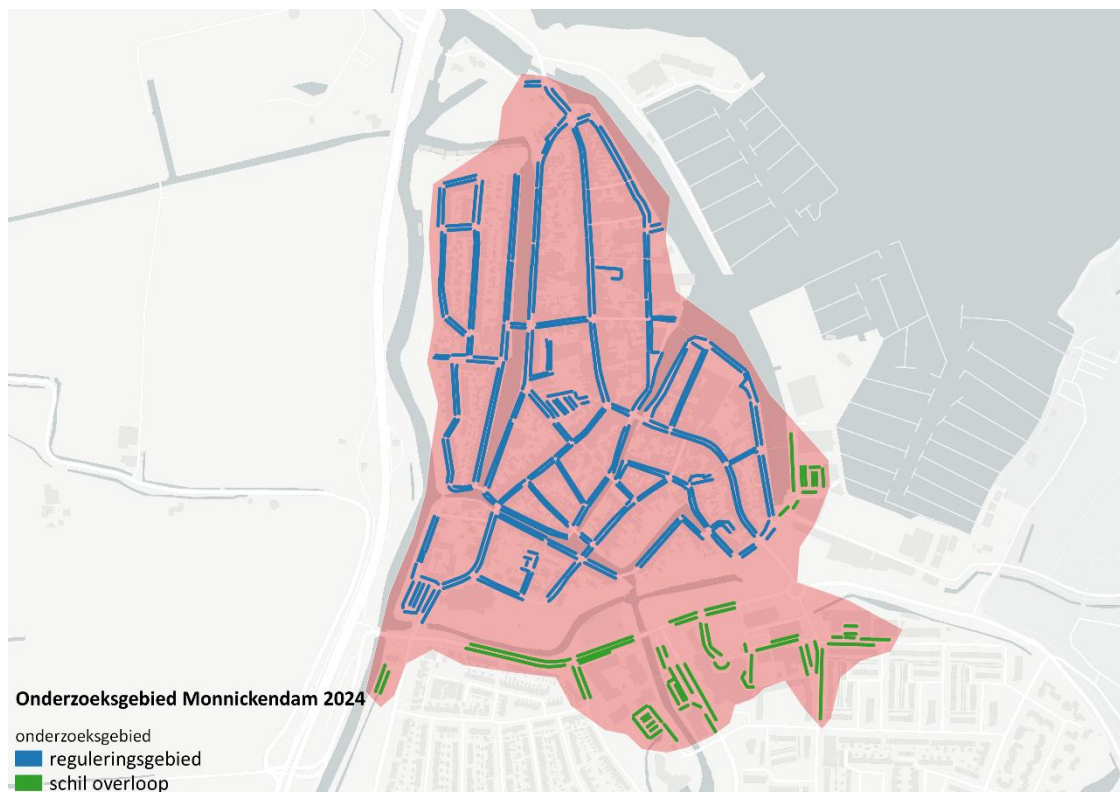 Onderzoeksgebied Monnickendam 2024
onderzoeksgebied
reguleringsgebied
schil overloop